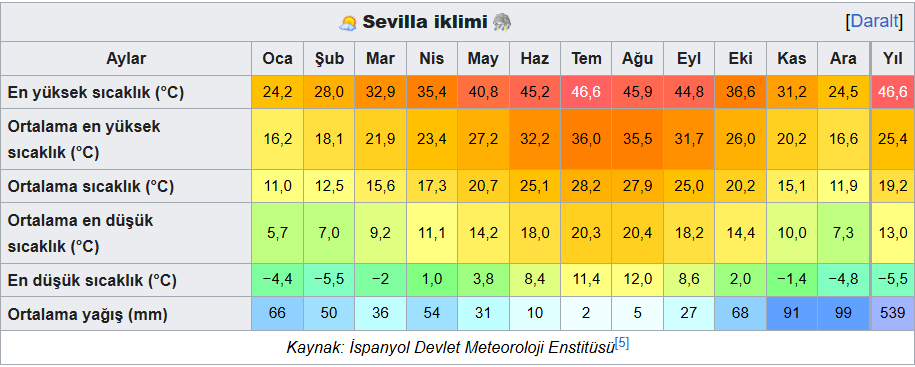 Sevilla iklimi [Daralt]
Aylar Oca Şub Mar Nis May Haz Tem Ağu Eyl Eki Kas Ara Yıl
En yüksek sıcaklık (°C) 24,2 28,0 32,9 35,4 40,8 45,2 46,6 45,9 44,8 36,6 31,2 24,5 46,6
Ortalama en yüksek
sıcaklık (°C) 16,2 18,1 21,9 23,4 27,2 32,2 36,0 35,5 31,7 26,0 20,2 16,6 25,4
Ortalama sıcaklık (°C) 11,0 12,5 15,6 17,3 20,7 25,1 28,2 27,9 25,0 20,2 15,1 11,9 19,2
Ortalama en düşük
sıcaklık (°C) 5,7 7,0 9,2 11,1 14,2 18,0 20,3 20,4 18,2 14,4 10,0 7,3 13,0
En düşük sıcaklık (°C) −4,4 −5,5 −2 1,0 3,8 8,4 11,4 12,0 8,6 2,0 −1,4 −4,8 −5,5
Ortalama yağış (mm) 66 50 36 54 31 10 2 5 27 68 91 99 539
Kaynak: İspanyol Devlet Meteoroloji Enstitüsü[5]